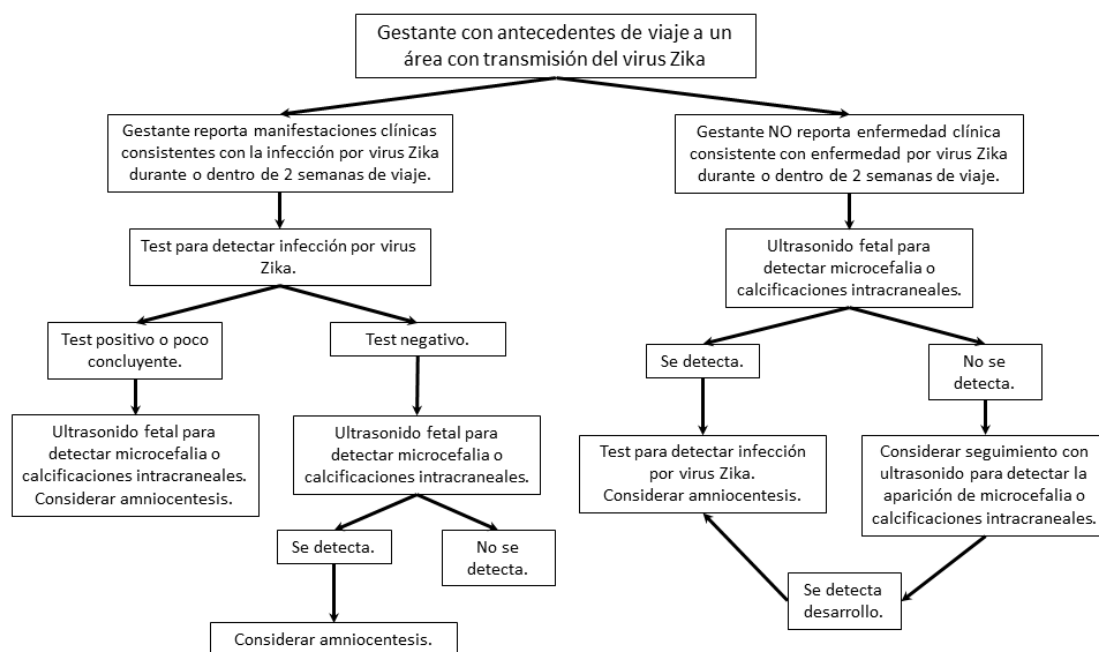 Gestante con antecedentes de viaje a un
área con transmisión del virus Zika
Gestante reporta manifestaciones clínicas
consistentes con la infección por virus Zika
durante o dentro de 2 semanas de viaje.
Gestante NO reporta enfermedad clínica
consistente con enfermedad por virus Zika
durante o dentro de 2 semanas de viaje.
Test para detectar infección por virus
Zika.
Ultrasonido fetal para
detectar microcefalia o
calcificaciones intracraneales.
Test positivo o poco
concluyente.
Test negativo.
Se detecta.
No se
detecta.
Ultrasonido fetal para
detectar microcefalia o
calcificaciones intracraneales.
Considerar amniocentesis.
Ultrasonido fetal para
detectar microcefalia o
calcificaciones intracraneales.
Test para detectar infección
por virus Zika.
Considerar amniocentesis.
Considerar seguimiento con
ultrasonido para detectar la
aparición de microcefalia o
calcificaciones intracraneales.
Se detecta.
No se
detecta.
Se detecta
desarrollo.
Considerar amniocentesis.